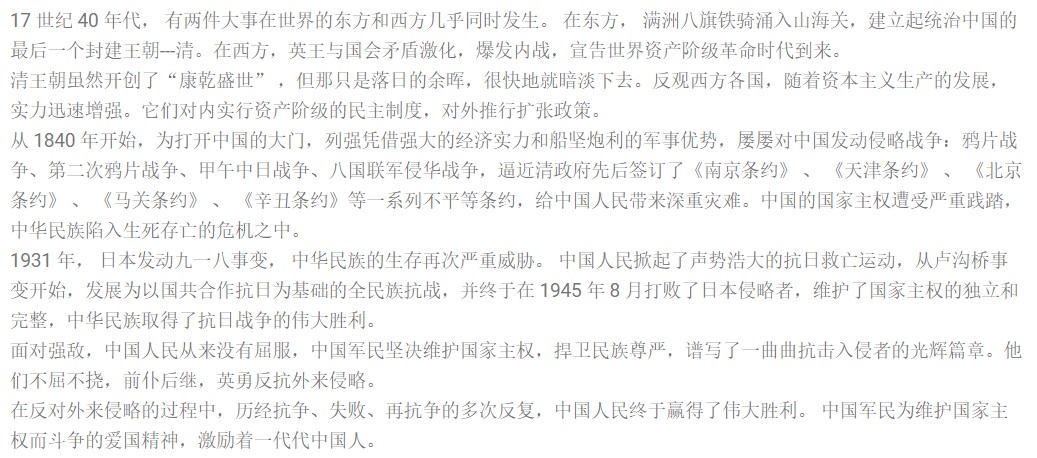 17 世纪 40 年代， 有两件大事在世界的东方和西方几乎同时发生。 在东方， 满洲八旗铁骑涌入山海关，建立起统治中国的
最后一个封建王朝---清。在西方，英王与国会矛盾激化，爆发内战，宣告世界资产阶级革命时代到来。
清王朝虽然开创了“康乾盛世” ，但那只是落日的余晖，很快地就暗淡下去。反观西方各国，随着资本主义生产的发展，
实力迅速增强。它们对内实行资产阶级的民主制度，对外推行扩张政策。
从 1840 年开始，为打开中国的大门，列强凭借强大的经济实力和船坚炮利的军事优势，屡屡对中国发动侵略战争：鸦片战
争、第二次鸦片战争、甲午中日战争、八国联军侵华战争，逼近清政府先后签订了《南京条约》 、 《天津条约》 、 《北京
条约》 、 《马关条约》 、 《辛丑条约》等一系列不平等条约，给中国人民带来深重灾难。中国的国家主权遭受严重践踏，
中华民族陷入生死存亡的危机之中。
1931 年， 日本发动九一八事变， 中华民族的生存再次严重威胁。 中国人民掀起了声势浩大的抗日救亡运动，从卢沟桥事
变开始，发展为以国共合作抗日为基础的全民族抗战，并终于在 1945 年 8 月打败了日本侵略者，维护了国家主权的独立和
完整，中华民族取得了抗日战争的伟大胜利。
面对强敌，中国人民从来没有屈服，中国军民坚决维护国家主权，捍卫民族尊严，谱写了一曲曲抗击入侵者的光辉篇章。他
们不屈不挠，前仆后继，英勇反抗外来侵略。
在反对外来侵略的过程中，历经抗争、失败、再抗争的多次反复，中国人民终于赢得了伟大胜利。 中国军民为维护国家主
权而斗争的爱国精神，激励着一代代中国人。